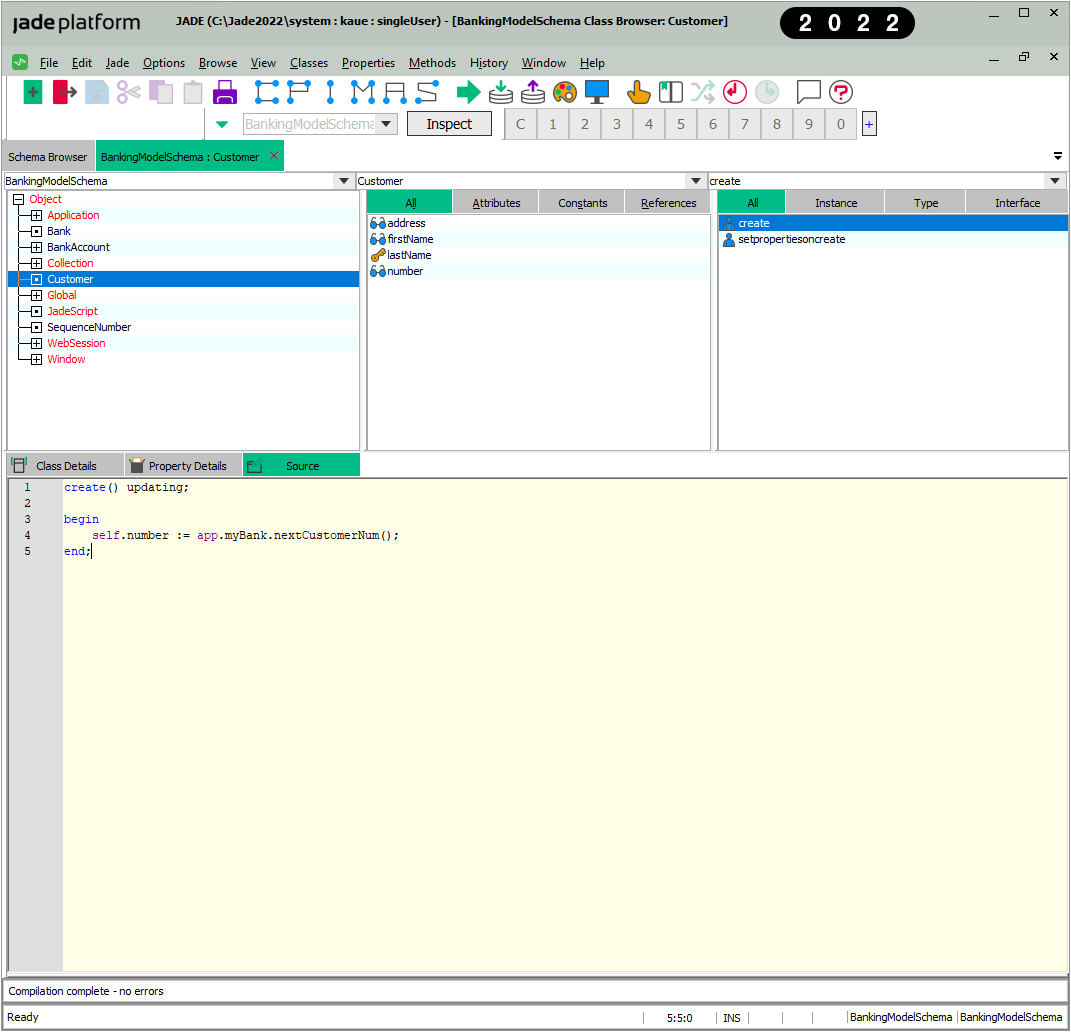 jade platform JADE (C:\Jade2022\system : kaue : singleUser) - [BankingModelSchema Class Browser: Customer] 2 0 2 2
File Edit Jade Options Browse View Classes Properties Methods History Window Help
BankingModelSchema Inspect C 1 2 3 4 5 6 7 8 9 0 +
Schema Browser BankingModelSchema : Customer ×
BankingModelSchema Customer create
Object All Attributes Constants References All Instance Type Interface
Application address create
Bank firstName setpropertiesoncreate
BankAccount lastName
Collection number
Customer
Global
JadeScript
SequenceNumber
WebSession
Window
Class Details Property Details Source
1 create() updating;
2
3 begin
4 self.number := app.myBank.nextCustomerNum();
5 end;
Compilation complete - no errors
Ready 5:5:0 INS BankingModelSchema BankingModelSchema